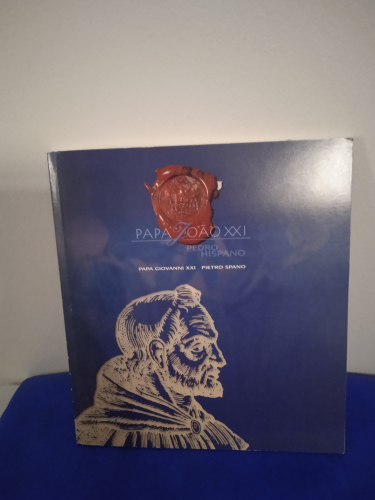 PAPA JOÃO XXI
PEDRO
HISPANO
PAPA GIOVANNI XXI PIETRO SPANO